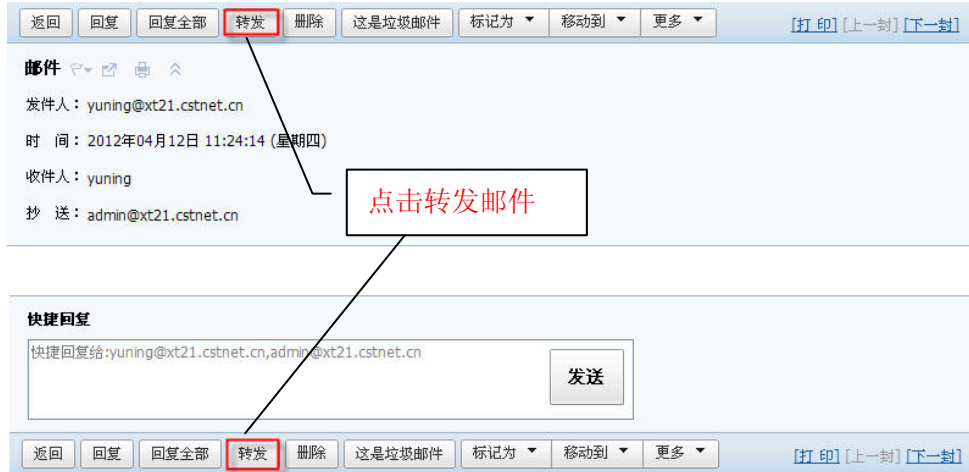 返回 回复 回复全部 转发 删除 这是垃圾邮件 标记为 移动到 更多 [打 印] [上一封] [下一封]
邮件
发件人：yuning@xt21.cstnet.cn
时 间：2012年04月12日 11:24:14 (星期四)
收件人：yuning
抄 送：admin@xt21.cstnet.cn
点击转发邮件
快捷回复
快捷回复给:yuning@xt21.cstnet.cn,admin@xt21.cstnet.cn
发送
返回 回复 回复全部 转发 删除 这是垃圾邮件 标记为 移动到 更多 [打 印] [上一封] [下一封]